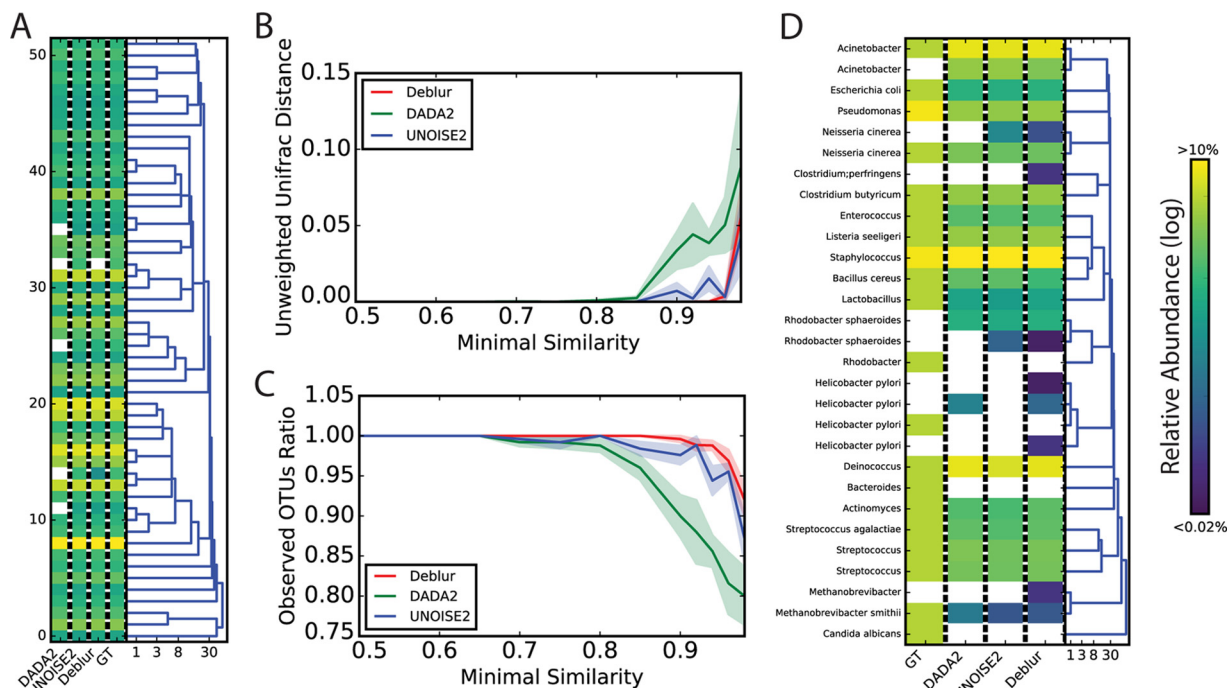 A
50
40
30
20
10
0
DADA2
UNOISE2
Deblur
GT
1 3 8 30
B
Unweighted Unifrac Distance
0.15
0.10
0.05
0.00
Deblur
DADA2
UNOISE2
0.5 0.6 0.7 0.8 0.9
Minimal Similarity
C
Observed OTUs Ratio
1.05
1.00
0.95
0.90
0.85
0.80
0.75
Deblur
DADA2
UNOISE2
0.5 0.6 0.7 0.8 0.9
Minimal Similarity
D
Acinetobacter
Acinetobacter
Escherichia coli
Pseudomonas
Neisseria cinerea
Neisseria cinerea
Clostridium;perfringens
Clostridium butyricum
Enterococcus
Listeria seeligeri
Staphylococcus
Bacillus cereus
Lactobacillus
Rhodobacter sphaeroides
Rhodobacter sphaeroides
Rhodobacter
Helicobacter pylori
Helicobacter pylori
Helicobacter pylori
Helicobacter pylori
Deinococcus
Bacteroides
Actinomyces
Streptococcus agalactiae
Streptococcus
Streptococcus
Methanobrevibacter
Methanobrevibacter smithii
Candida albicans
GT
DADA2
UNOISE2
Deblur
1 3 8 30
>10%
Relative Abundance (log)
<0.02%